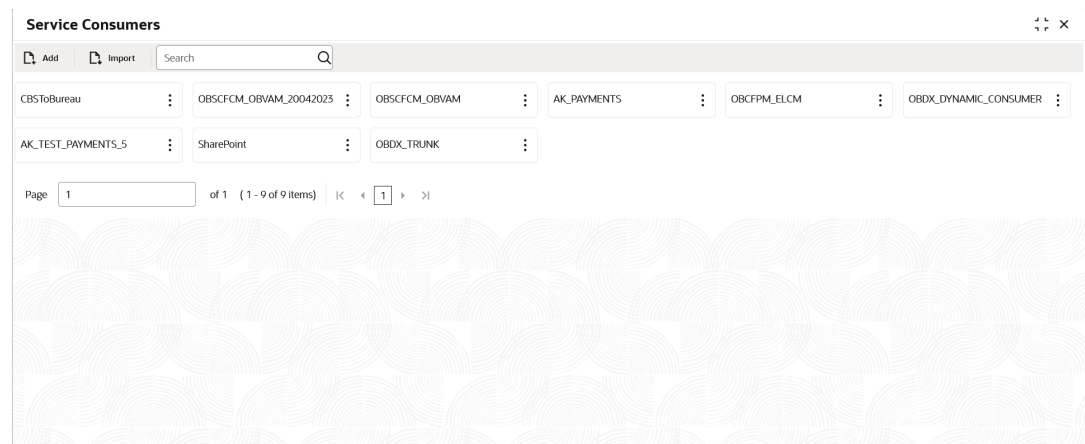 Service Consumers
Add Import Search
CBSToBureau OBSCFCM_OBVAM_20042023 OBSCFCM_OBVAM AK_PAYMENTS OBCFPM_ELCM OBDX_DYNAMIC_CONSUMER
AK_TEST_PAYMENTS_5 SharePoint OBDX_TRUNK
Page 1 of 1 ( 1 - 9 of 9 items) 1